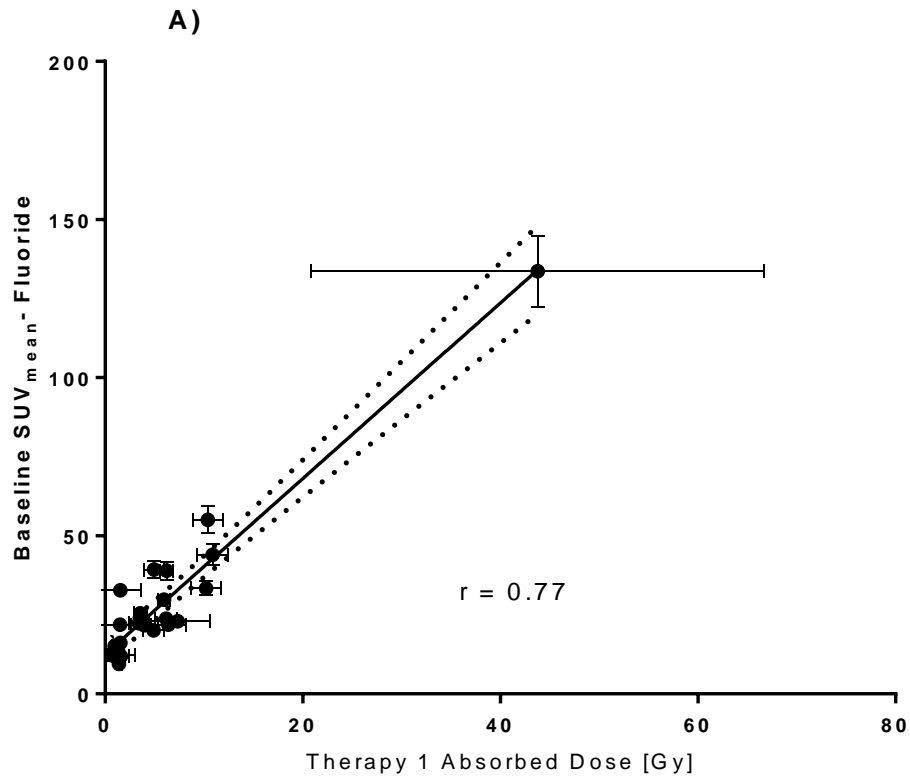 A)
200
150
100
50
0
Baseline SUVmean- Fluoride
r = 0.77
0 20 40 60 80
Therapy 1 Absorbed Dose [Gy]